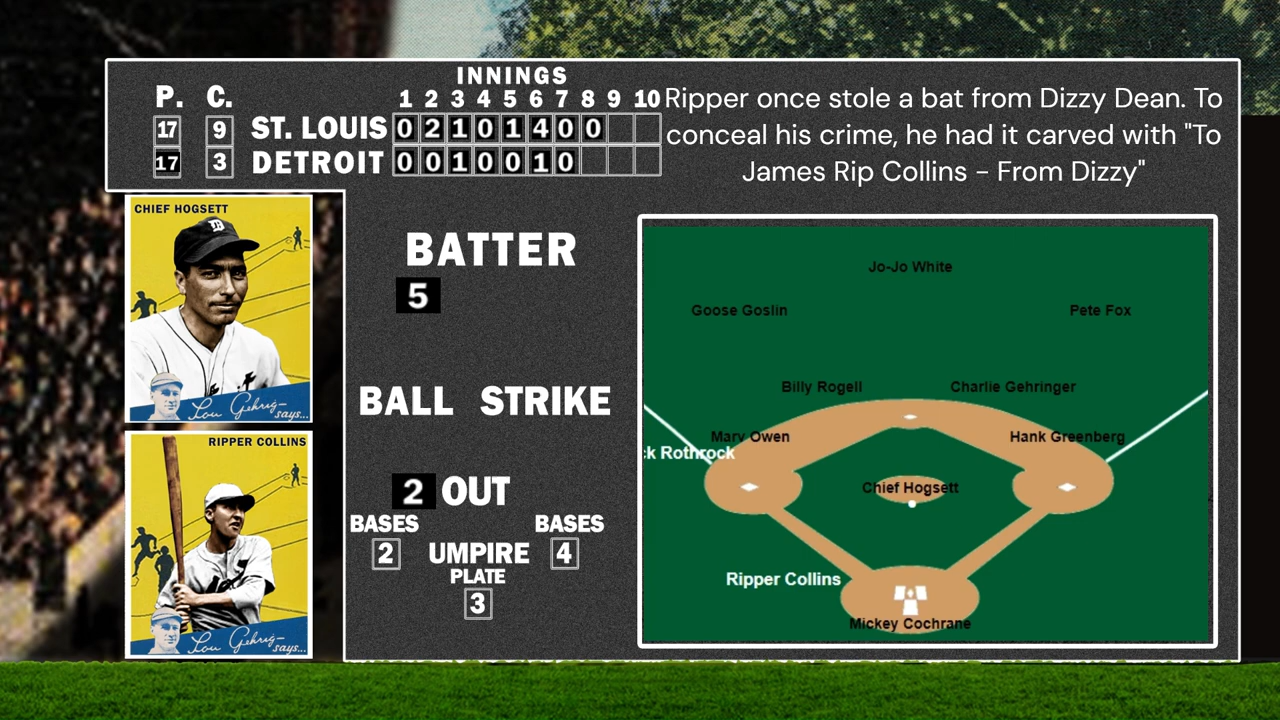 INNINGS
P. C. 1 2 3 4 5 6 7 8 9 10
17 9 ST. LOUIS 0 2 1 0 1 4 0 0
17 3 DETROIT 0 0 1 0 0 1 0
Ripper once stole a bat from Dizzy Dean. To
conceal his crime, he had it carved with "To
James Rip Collins - From Dizzy"
CHIEF HOGSETT
D
Lou Gehrig—
says...
RIPPER COLLINS
Lou Gehrig—
says...
BATTER
5
BALL STRIKE
2 OUT
BASES BASES
2 UMPIRE 4
PLATE
3
Jo-Jo White
Goose Goslin Pete Fox
Billy Rogell Charlie Gehringer
Marv Owen Hank Greenberg
k Rothrock
Chief Hogsett
Ripper Collins
Mickey Cochrane